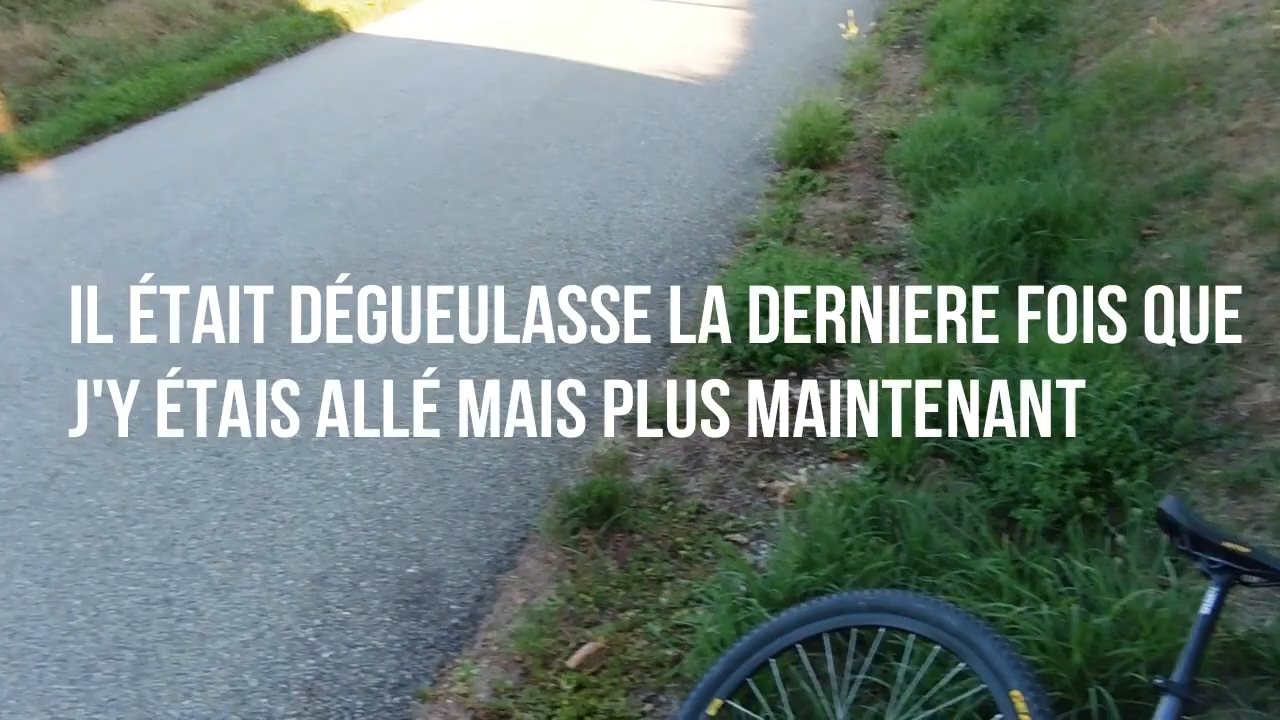 IL ÉTAIT DÉGUEULASSE LA DERNIERE FOIS QUE
J'Y ÉTAIS ALLÉ MAIS PLUS MAINTENANT